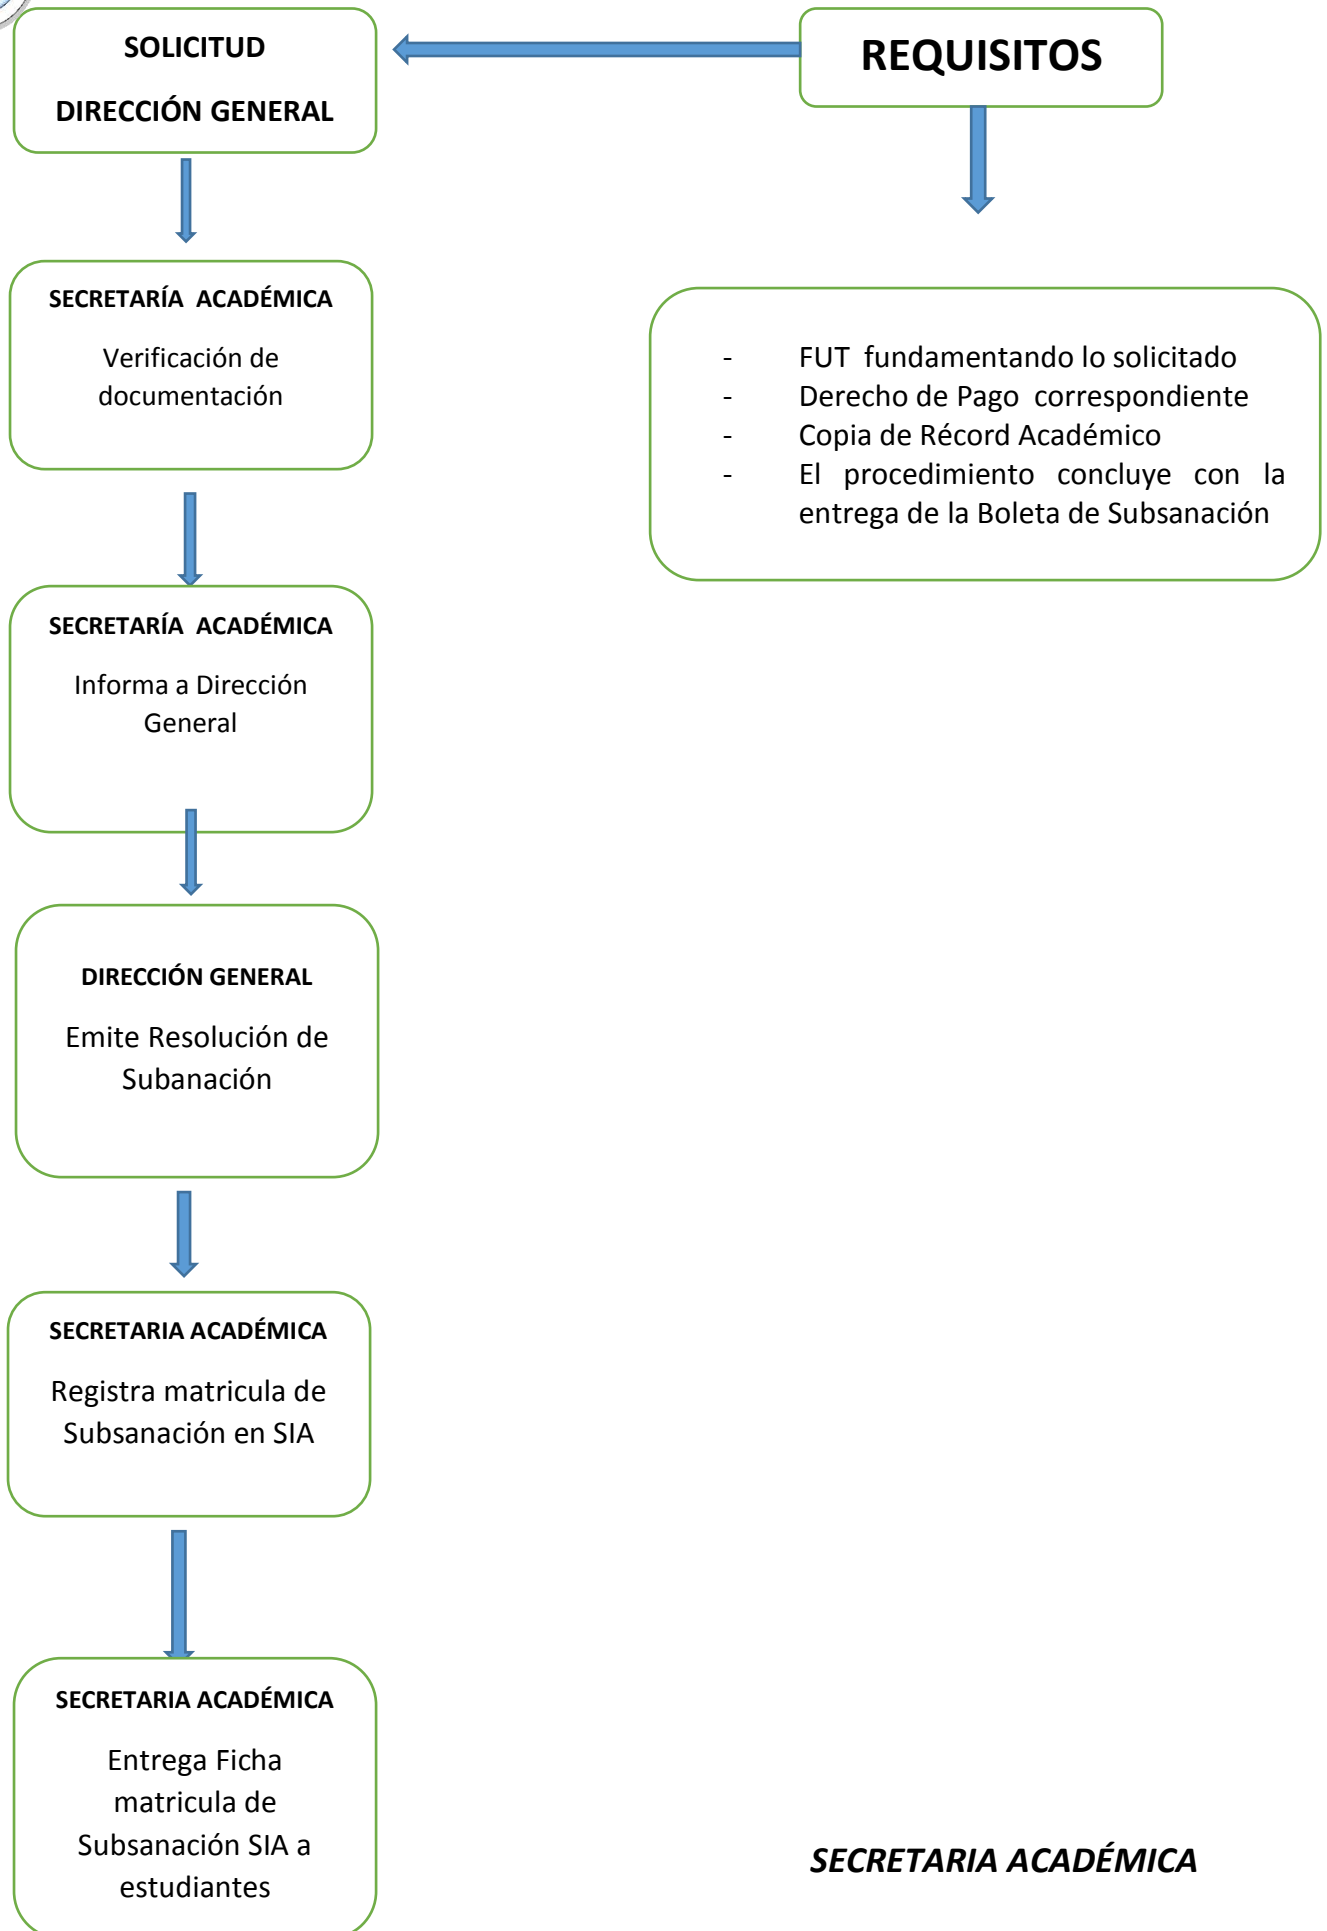 SOLICITUD
DIRECCIÓN GENERAL
REQUISITOS
SECRETARÍA ACADÉMICA
Verificación de
documentación
- FUT fundamentando lo solicitado
- Derecho de Pago correspondiente
- Copia de Récord Académico
- El procedimiento concluye con la
entrega de la Boleta de Subsanación
SECRETARÍA ACADÉMICA
Informa a Dirección
General
DIRECCIÓN GENERAL
Emite Resolución de
Subanación
SECRETARIA ACADÉMICA
Registra matricula de
Subsanación en SIA
SECRETARIA ACADÉMICA
Entrega Ficha
matricula de
Subsanación SIA a
estudiantes
SECRETARIA ACADÉMICA